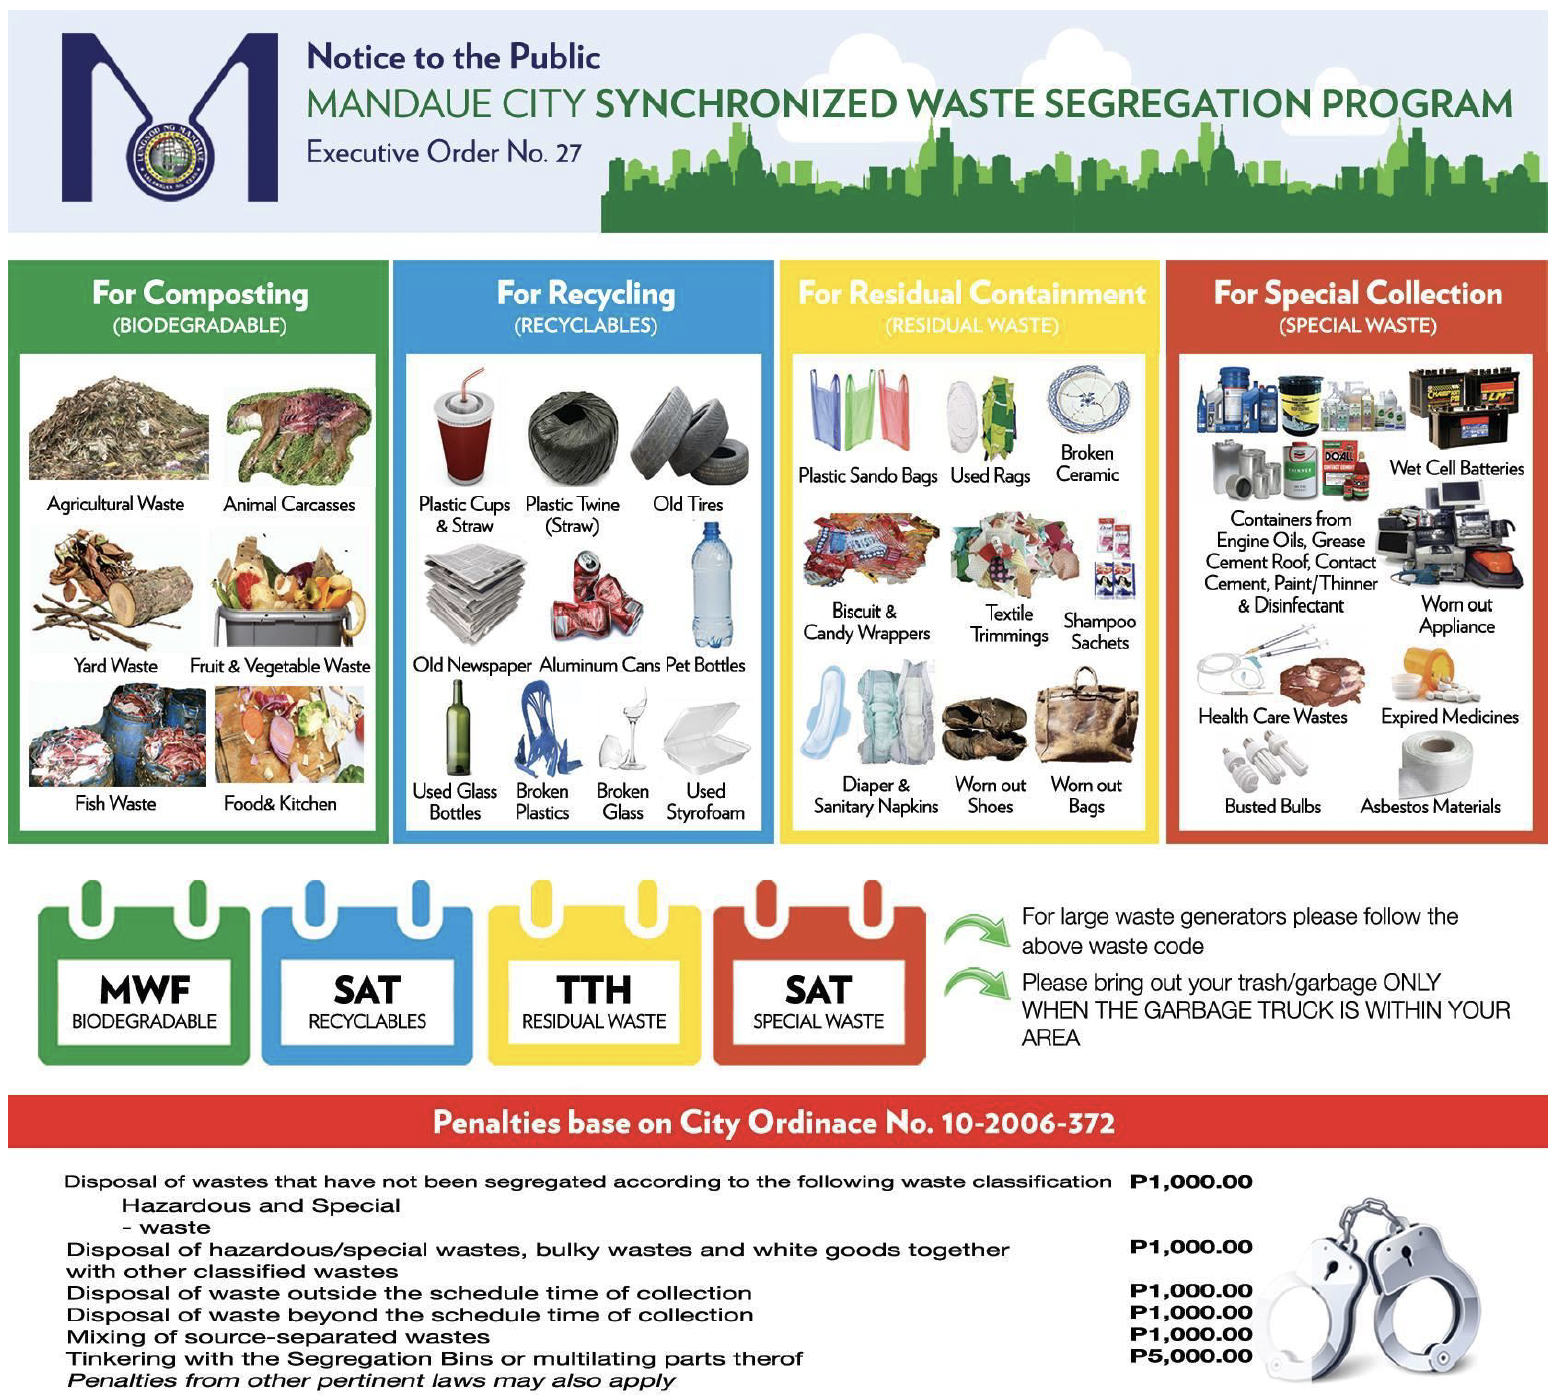 Notice to the Public
MANDAUE CITY SYNCHRONIZED WASTE SEGREGATION PROGRAM
Executive Order No. 27
For Composting
(BIODEGRADABLE)
Agricultural Waste
Animal Carcasses
Yard Waste
Fruit & Vegetable Waste
Fish Waste
Food& Kitchen
For Recycling
(RECYCLABLES)
Plastic Cups
& Straw
Plastic Twine
(Straw)
Old Tires
Old Newspaper
Aluminum Cans
Pet Bottles
Used Glass
Bottles
Broken
Plastics
Broken
Glass
Used
Styrofoam
For Residual Containment
(RESIDUAL WASTE)
Plastic Sando Bags
Used Rags
Broken
Ceramic
Biscuit &
Candy Wrappers
Textile
Trimmings
Shampoo
Sachets
Diaper &
Sanitary Napkins
Worn out
Shoes
Worn out
Bags
For Special Collection
(SPECIAL WASTE)
THINNER
DO ALL
CONTACT CEMENT
Containers from
Engine Oils, Grease
Cement Roof, Contact
Cement, Paint/Thinner
& Disinfectant
CHAMPION
LM
Wet Cell Batteries
Worn out
Appliance
Health Care Wastes
Expired Medicines
Busted Bulbs
Asbestos Materials
MWF
BIODEGRADABLE
SAT
RECYCLABLES
TTH
RESIDUAL WASTE
SAT
SPECIAL WASTE
For large waste generators please follow the
above waste code
Please bring out your trash/garbage ONLY
WHEN THE GARBAGE TRUCK IS WITHIN YOUR
AREA
Penalties base on City Ordinace No. 10-2006-372
Disposal of wastes that have not been segregated according to the following waste classification P1,000.00
Hazardous and Special
- waste
Disposal of hazardous/special wastes, bulky wastes and white goods together P1,000.00
with other classified wastes
Disposal of waste outside the schedule time of collection P1,000.00
Disposal of waste beyond the schedule time of collection P1,000.00
Mixing of source-separated wastes P1,000.00
Tinkering with the Segregation Bins or multilating parts therof P5,000.00
Penalties from other pertinent laws may also apply